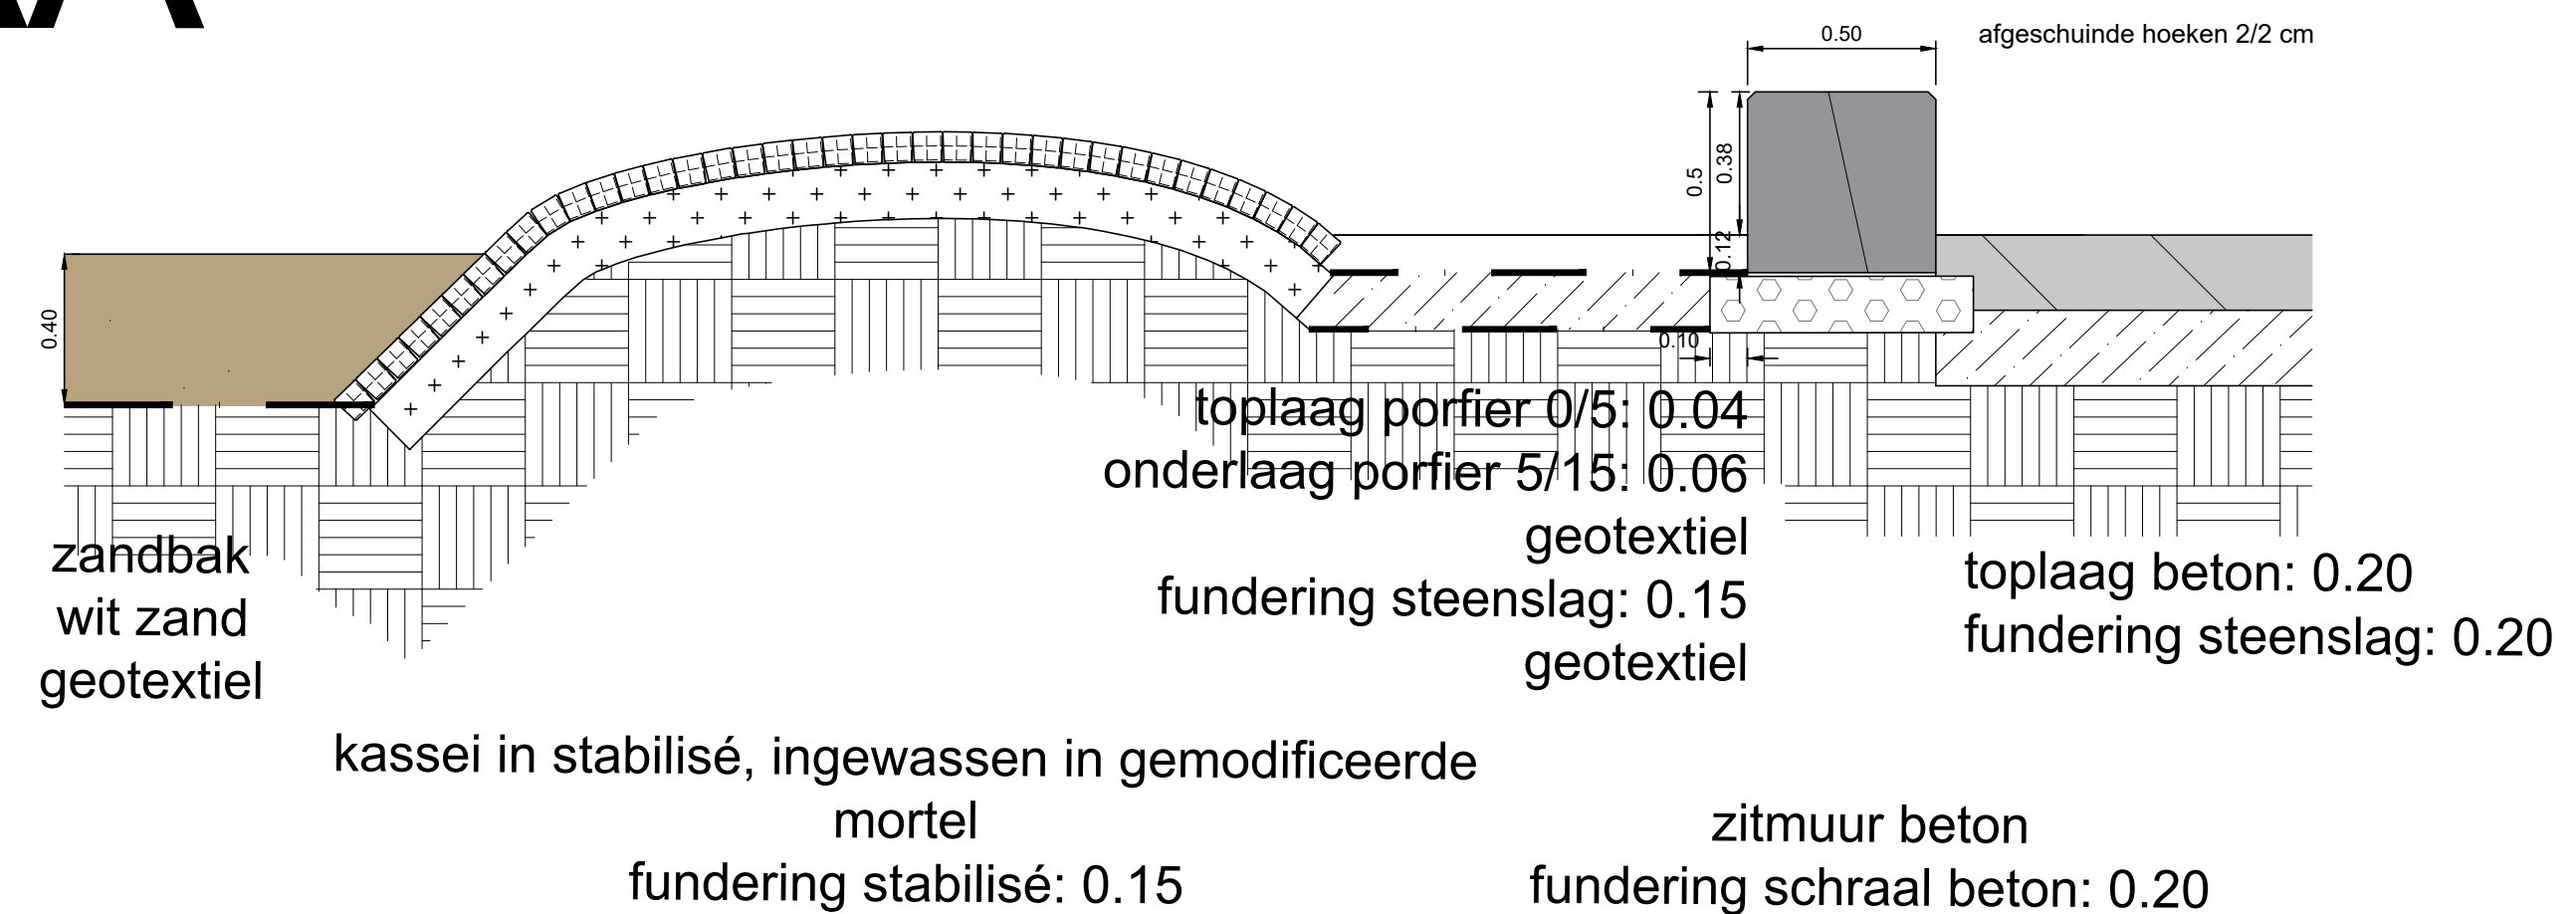 0.50
afgeschuinde hoeken 2/2 cm
0.5
0.38
0.12
0.40
0.10
toplaag porfier 0/5: 0.04
onderlaag porfier 5/15: 0.06
geotextiel
fundering steenslag: 0.15
geotextiel
zandbak
wit zand
geotextiel
toplaag beton: 0.20
fundering steenslag: 0.20
kassei in stabilisé, ingewassen in gemodificeerde
mortel
fundering stabilisé: 0.15
zitmuur beton
fundering schraal beton: 0.20